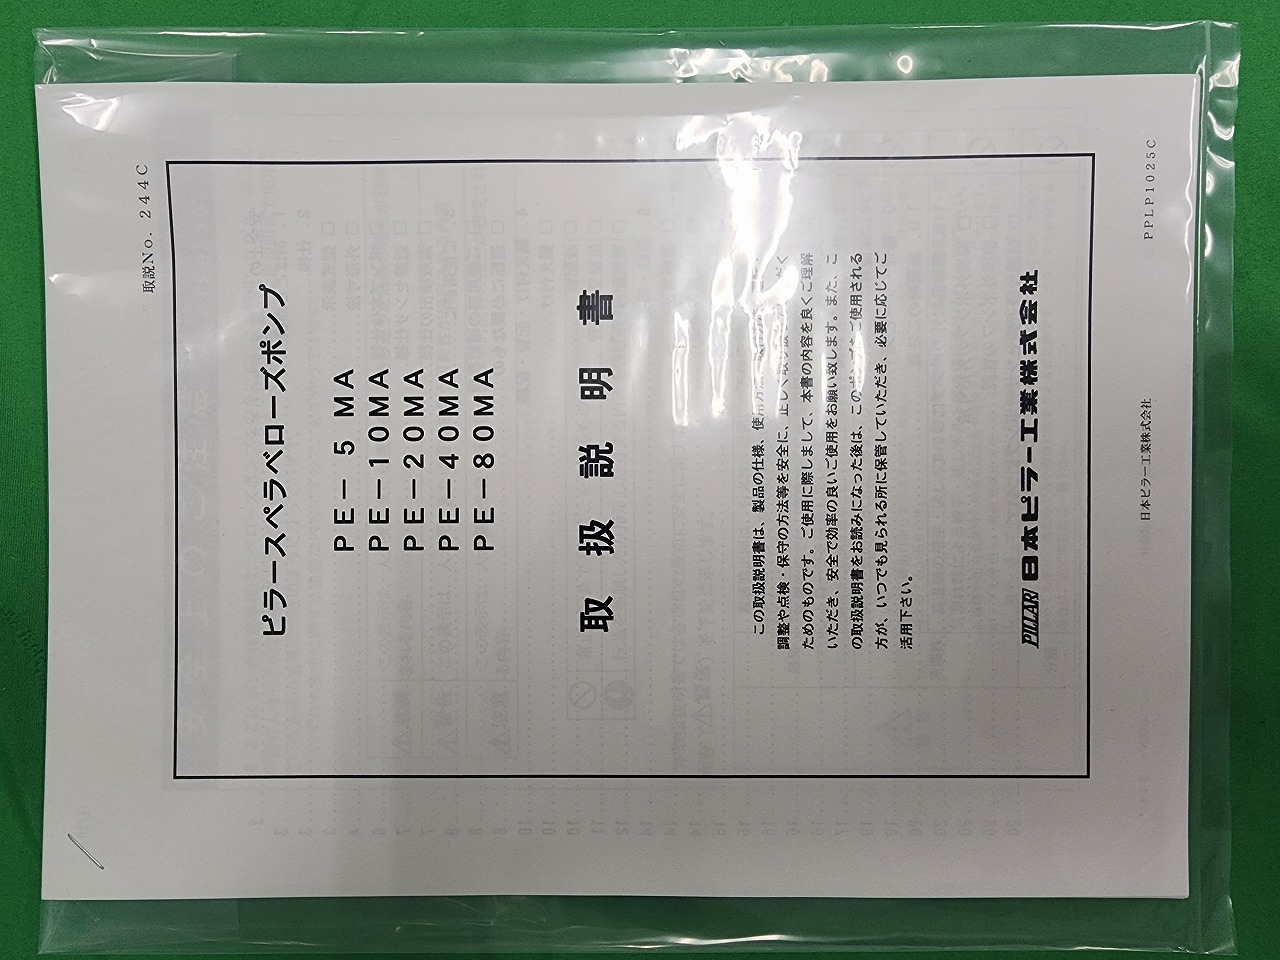 取説No. 244C
ピラースペラベローズポンプ
PE－ 5 MA
PE－10MA
PE－20MA
PE－40MA
PE－80MA
取 扱 説 明 書
この取扱説明書は、製品の仕様、使用方法
調整や点検・保守の方法等を安全に、正しく取り扱
ためのものです。ご使用に際しまして、本書の内容を良くご理解
いただき、安全で効率の良いご使用をお願い致します。また、こ
の取扱説明書をお読みになった後は、このポンプをご使用される
方が、いつでも見られる所に保管していただき、必要に応じてご
活用下さい。
PILLAR 日本ピラー工業株式会社
日本ピラー工業株式会社
PPLP1025C